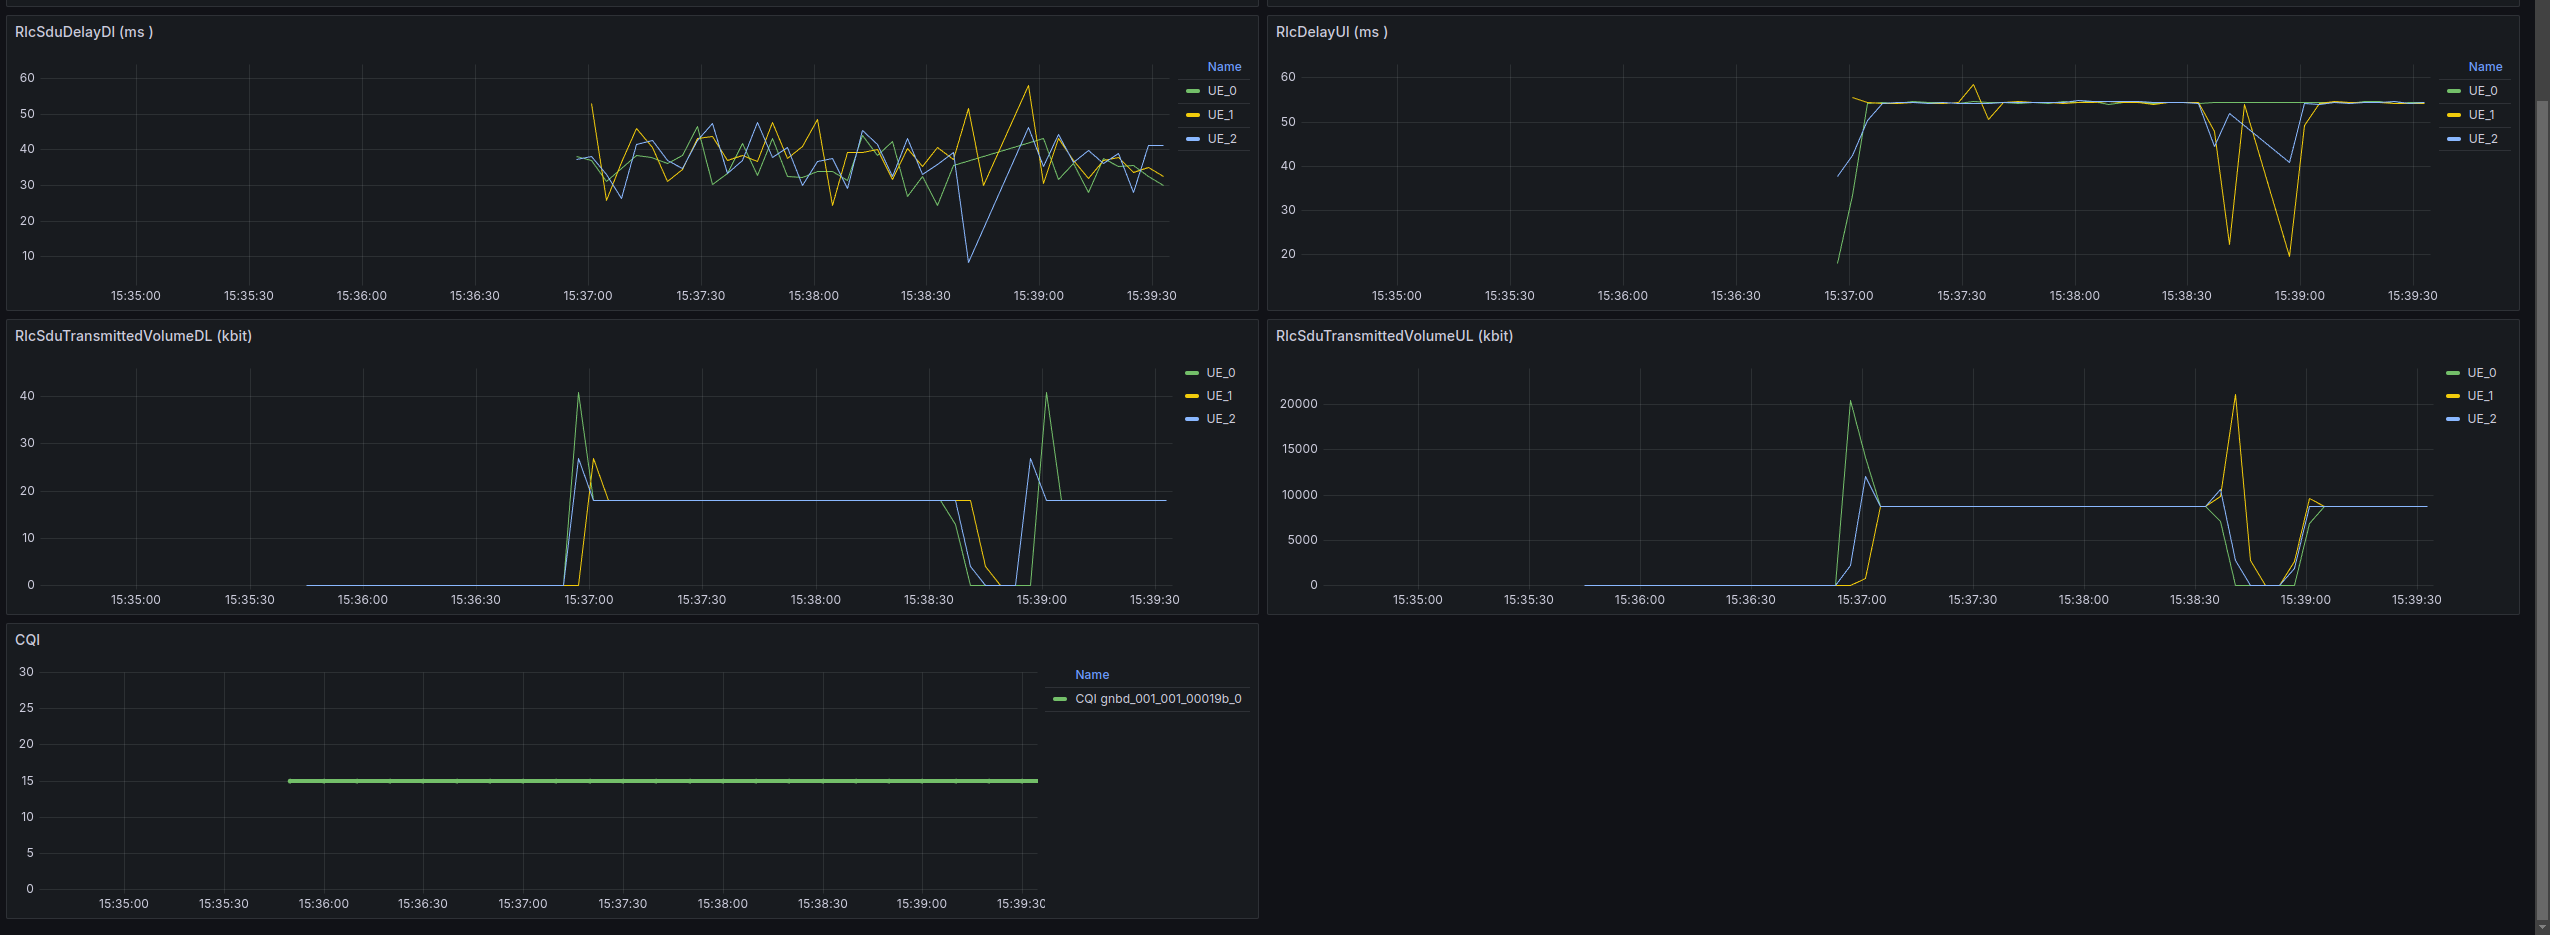 RlcSduDelayDl (ms )
60
50
40
30
20
10
15:35:00 15:35:30 15:36:00 15:36:30 15:37:00 15:37:30 15:38:00 15:38:30 15:39:00 15:39:30
Name
UE_0
UE_1
UE_2
RlcDelayUl (ms )
60
50
40
30
20
15:35:00 15:35:30 15:36:00 15:36:30 15:37:00 15:37:30 15:38:00 15:38:30 15:39:00 15:39:30
Name
UE_0
UE_1
UE_2
RlcSduTransmittedVolumeDL (kbit)
40
30
20
10
0
15:35:00 15:35:30 15:36:00 15:36:30 15:37:00 15:37:30 15:38:00 15:38:30 15:39:00 15:39:30
UE_0
UE_1
UE_2
RlcSduTransmittedVolumeUL (kbit)
20000
15000
10000
5000
0
15:35:00 15:35:30 15:36:00 15:36:30 15:37:00 15:37:30 15:38:00 15:38:30 15:39:00 15:39:30
UE_0
UE_1
UE_2
CQI
30
25
20
15
10
5
0
15:35:00 15:35:30 15:36:00 15:36:30 15:37:00 15:37:30 15:38:00 15:38:30 15:39:00 15:39:30
Name
CQI gnbd_001_001_00019b_0